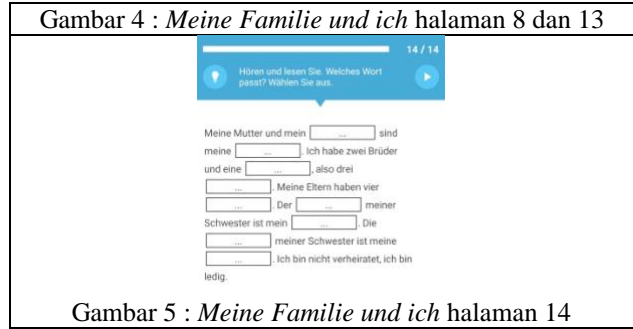 Gambar 4 : Meine Familie und ich halaman 8 dan 13
14 / 14
Hören und lesen Sie. Welches Wort
passt? Wählen Sie aus.
Meine Mutter und mein ... sind
meine ... . Ich habe zwei Brüder
und eine ... , also drei
... . Meine Eltern haben vier
... . Der ... meiner
Schwester ist mein ... . Die
... meiner Schwester ist meine
... . Ich bin nicht verheiratet, ich bin
ledig.
Gambar 5 : Meine Familie und ich halaman 14